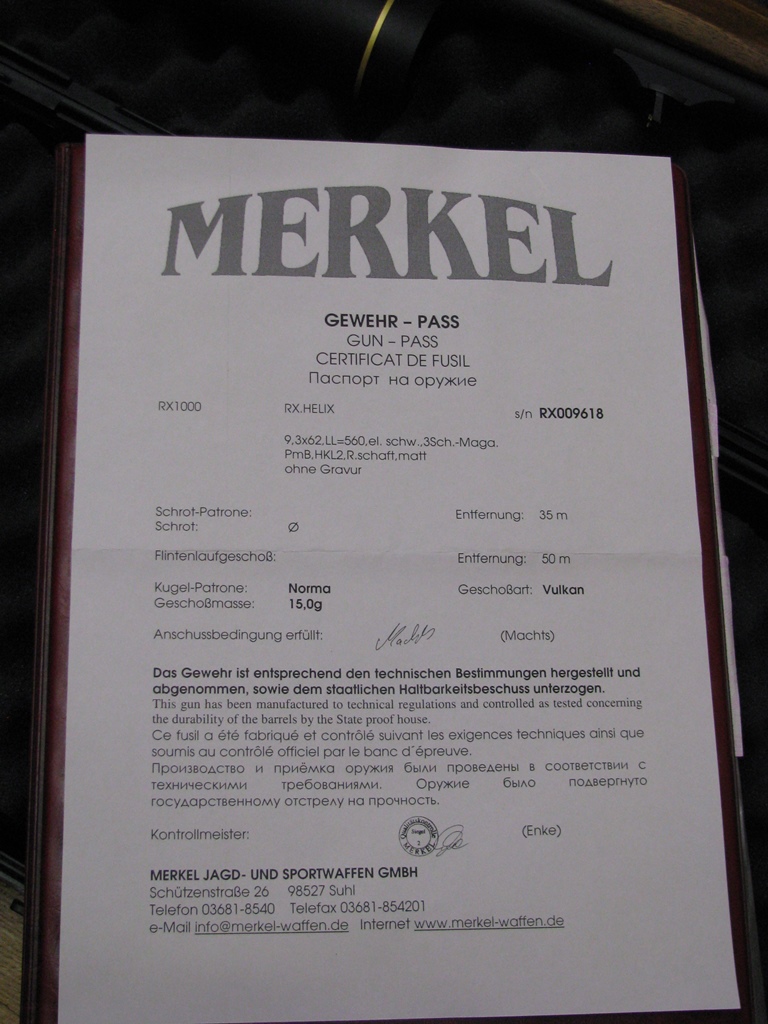 MERKEL
GEWEHR – PASS
GUN – PASS
CERTIFICAT DE FUSIL
Паспорт на оружие
RX1000 RX.HELIX s/n RX009618
9,3x62,LL=560,el. schw.,3Sch.-Maga.
PmB,HKL2,R.schaft,matt
ohne Gravur
Schrot-Patrone: Entfernung: 35 m
Schrot: Ø
Flintenlaufgeschoß: Entfernung: 50 m
Kugel-Patrone: Norma Geschoßart: Vulkan
Geschoßmasse: 15,0g
Anschussbedingung erfüllt: Machts (Machts)
Das Gewehr ist entsprechend den technischen Bestimmungen hergestellt und
abgenommen, sowie dem staatlichen Haltbarkeitsbeschuss unterzogen.
This gun has been manufactured to technical regulations and controlled as tested concerning
the durability of the barrels by the State proof house.
Ce fusil a été fabriqué et contrôlé suivant les exigences techniques ainsi que
soumis au contrôlé officiel par le banc d´épreuve.
Производство и приёмка оружия были проведены в соответствии с
техническими требованиями. Оружие было подвергнуто
государственному отстрелу на прочность.
Kontrollmeister: MERKEL (Enke)
MERKEL JAGD- UND SPORTWAFFEN GMBH
Schützenstraße 26 98527 Suhl
Telefon 03681-8540 Telefax 03681-854201
e-Mail info@merkel-waffen.de Internet www.merkel-waffen.de